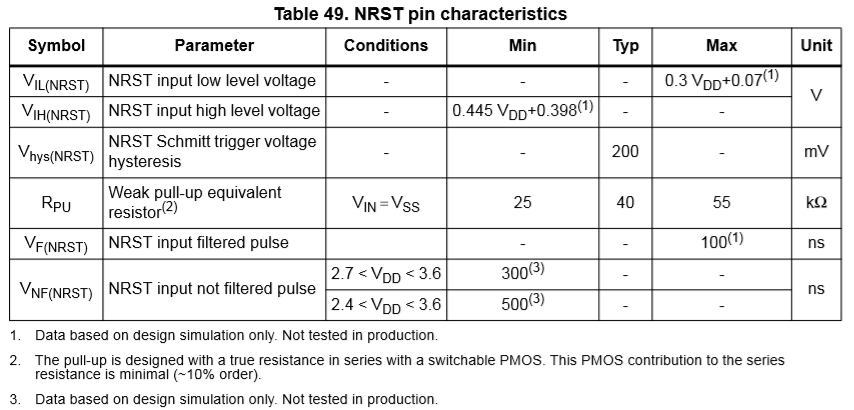 Table 49. NRST pin characteristics
Symbol Parameter Conditions Min Typ Max Unit
VIL(NRST) NRST input low level voltage - - - 0.3 VDD+0.07(1) V
VIH(NRST) NRST input high level voltage - 0.445 VDD+0.398(1) - -
Vhys(NRST) NRST Schmitt trigger voltage hysteresis - - 200 - mV
RPU Weak pull-up equivalent resistor(2) VIN = VSS 25 40 55 kΩ
VF(NRST) NRST input filtered pulse - - 100(1) ns
VNF(NRST) NRST input not filtered pulse 2.7 < VDD < 3.6 300(3) - - ns
2.4 < VDD < 3.6 500(3) - -
1. Data based on design simulation only. Not tested in production.
2. The pull-up is designed with a true resistance in series with a switchable PMOS. This PMOS contribution to the series
resistance is minimal (~10% order).
3. Data based on design simulation only. Not tested in production.